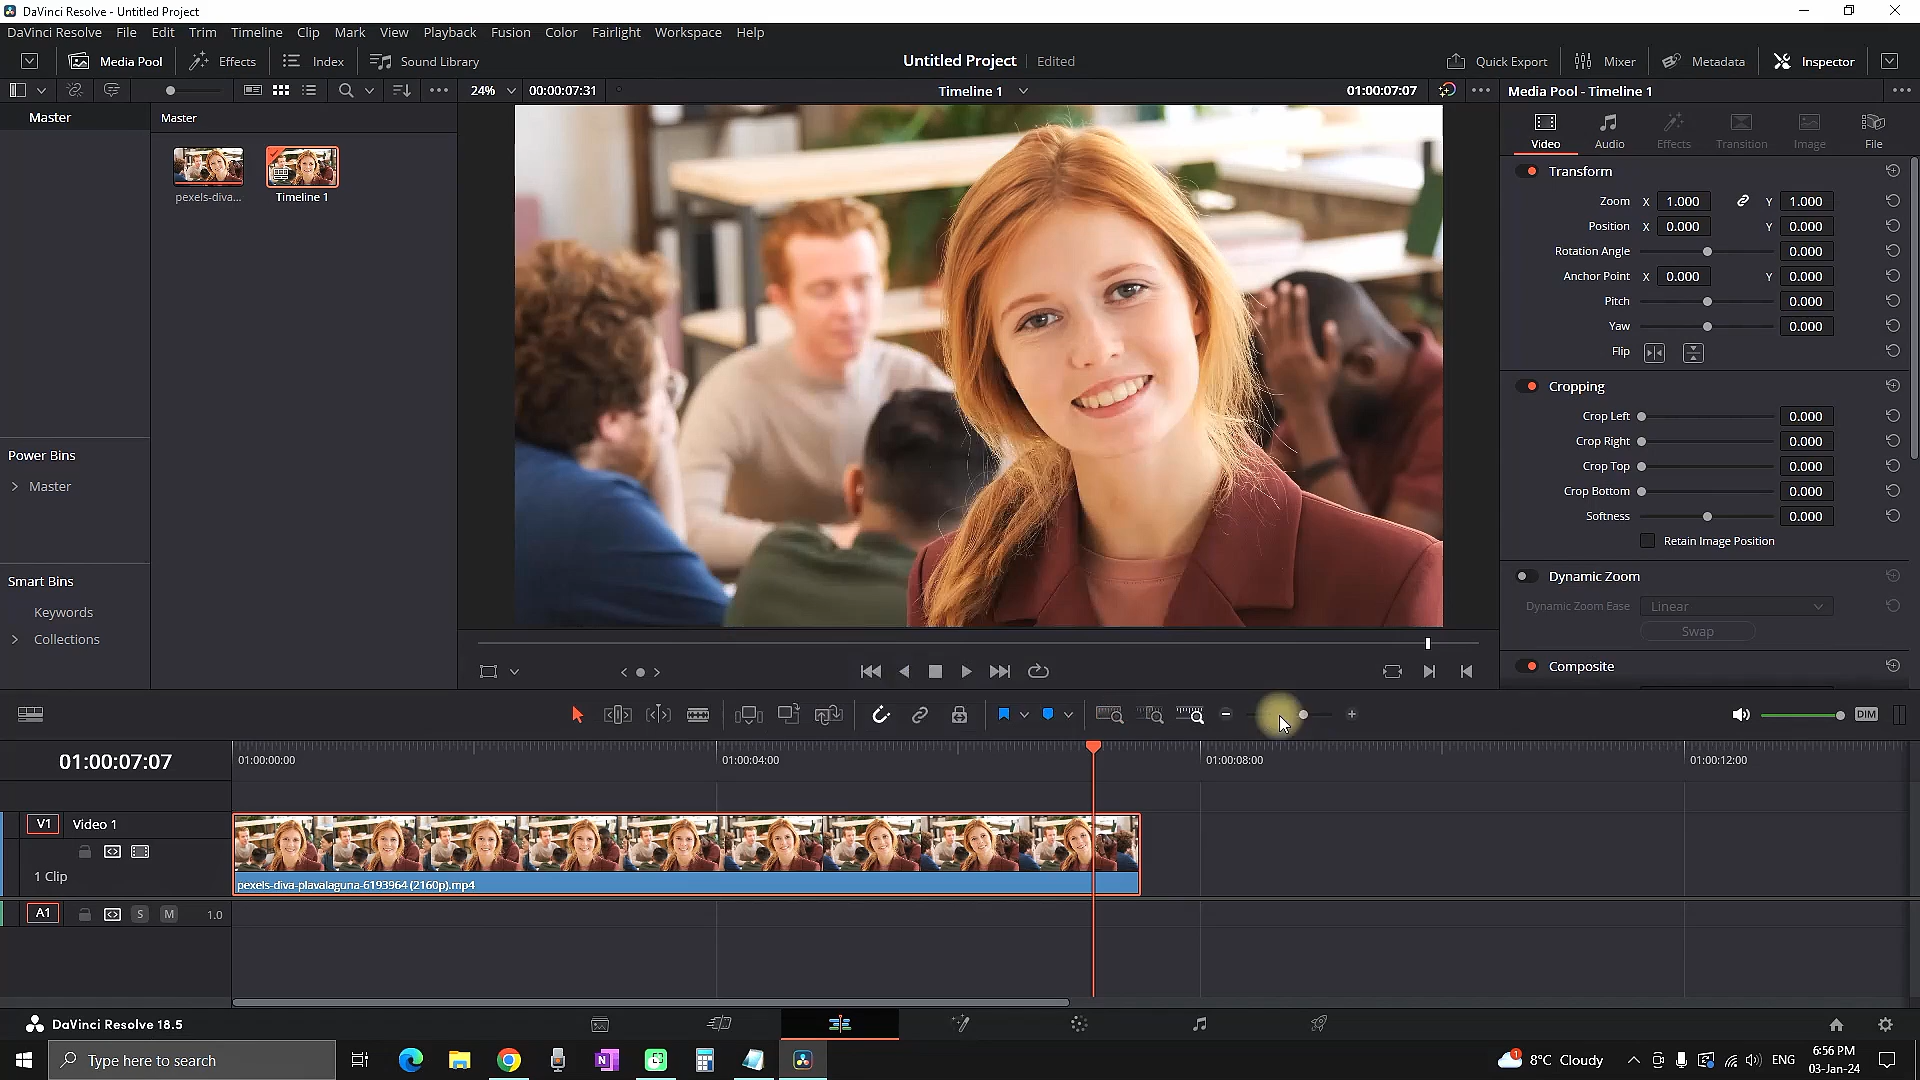 DaVinci Resolve - Untitled Project
DaVinci Resolve File Edit Trim Timeline Clip Mark View Playback Fusion Color Fairlight Workspace Help
Media Pool Effects Index Sound Library Untitled Project Edited Quick Export Mixer Metadata Inspector
24% 00:00:07:31 Timeline 1 01:00:07:07 Media Pool - Timeline 1
Master Master
Video Audio Effects Transition Image File
pexels-diva... Timeline 1
Transform
Zoom X 1.000 Y 1.000
Position X 0.000 Y 0.000
Rotation Angle 0.000
Anchor Point X 0.000 Y 0.000
Pitch 0.000
Yaw 0.000
Flip
Cropping
Crop Left 0.000
Crop Right 0.000
Crop Top 0.000
Crop Bottom 0.000
Softness 0.000
Retain Image Position
Dynamic Zoom
Dynamic Zoom Ease Linear
Swap
Composite
Power Bins
Master
Smart Bins
Keywords
Collections
DIM
01:00:07:07 01:00:00:00 01:00:04:00 01:00:08:00 01:00:12:00
V1 Video 1
1 Clip
pexels-diva-plavalaguna-6193964 (2160p).mp4
A1 S M 1.0
DaVinci Resolve 18.5
Type here to search
1 8°C Cloudy ENG 6:56 PM
03-Jan-24